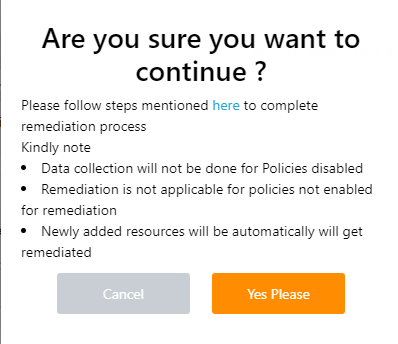 Are you sure you want to
continue ?
Please follow steps mentioned here to complete
remediation process
Kindly note
• Data collection will not be done for Policies disabled
• Remediation is not applicable for policies not enabled
for remediation
• Newly added resources will be automatically will get
remediated
Cancel Yes Please